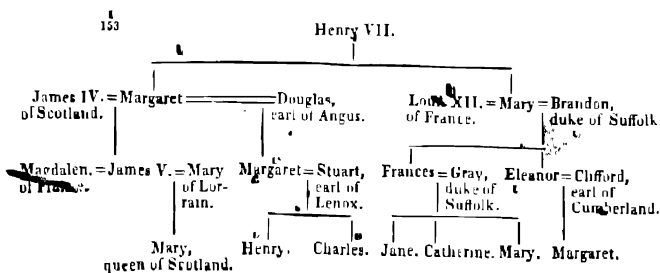 153
Henry VII.
James IV. = Margaret = Douglas, Louis XII. = Mary = Brandon,
of Scotland. earl of Angus. of France. duke of Suffolk
Magdalen. = James V. = Mary Margaret = Stuart, Frances = Gray, Eleanor = Clifford,
of France. of Lor- earl of duke of earl of
rain. Lenox. Suffolk. Cumberland.
Mary, Henry. Charles. Jane. Catherine. Mary. Margaret.
queen of Scotland.